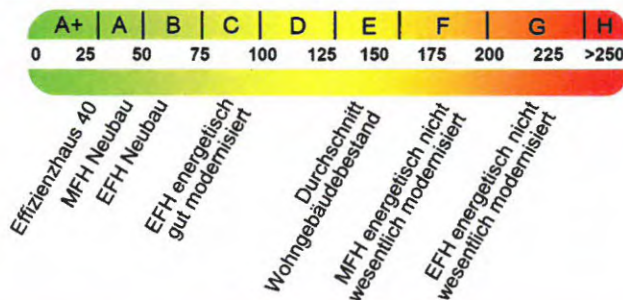 A+ A B C D E F G H
0 25 50 75 100 125 150 175 200 225 >250
Effizienzhaus 40
MFH Neubau
EFH Neubau
EFH energetisch
gut modernisiert
Durchschnitt
Wohngebäudebestand
MFH energetisch nicht
wesentlich modernisiert
EFH energetisch nicht
wesentlich modernisiert